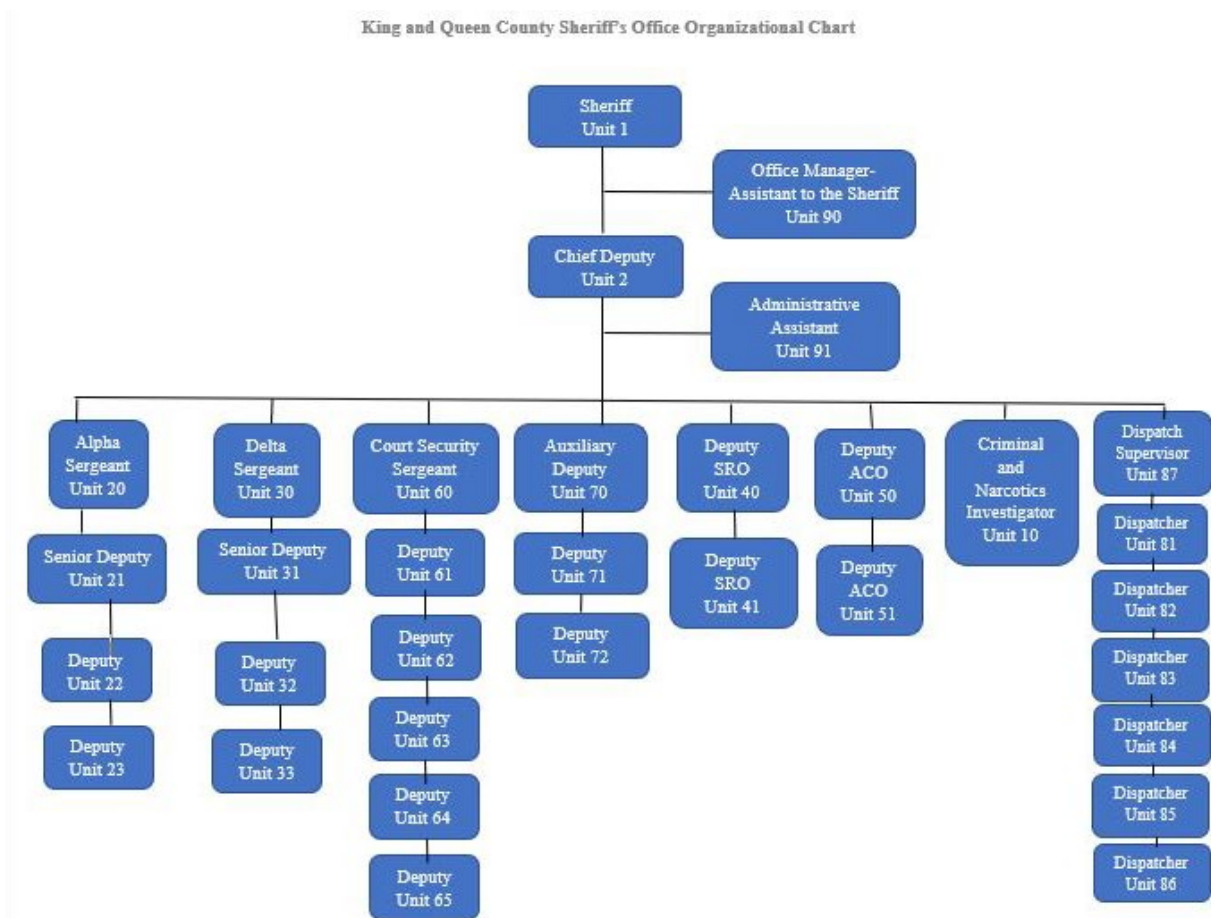 King and Queen County Sheriff's Office Organizational Chart
Sheriff
Unit 1
Office Manager-
Assistant to the Sheriff
Unit 90
Chief Deputy
Unit 2
Administrative
Assistant
Unit 91
Alpha
Sergeant
Unit 20
Senior Deputy
Unit 21
Deputy
Unit 22
Deputy
Unit 23
Delta
Sergeant
Unit 30
Senior Deputy
Unit 31
Deputy
Unit 32
Deputy
Unit 33
Court Security
Sergeant
Unit 60
Deputy
Unit 61
Deputy
Unit 62
Deputy
Unit 63
Deputy
Unit 64
Deputy
Unit 65
Auxiliary
Deputy
Unit 70
Deputy
Unit 71
Deputy
Unit 72
Deputy
SRO
Unit 40
Deputy
SRO
Unit 41
Deputy
ACO
Unit 50
Deputy
ACO
Unit 51
Criminal
and
Narcotics
Investigator
Unit 10
Dispatch
Supervisor
Unit 87
Dispatcher
Unit 81
Dispatcher
Unit 82
Dispatcher
Unit 83
Dispatcher
Unit 84
Dispatcher
Unit 85
Dispatcher
Unit 86